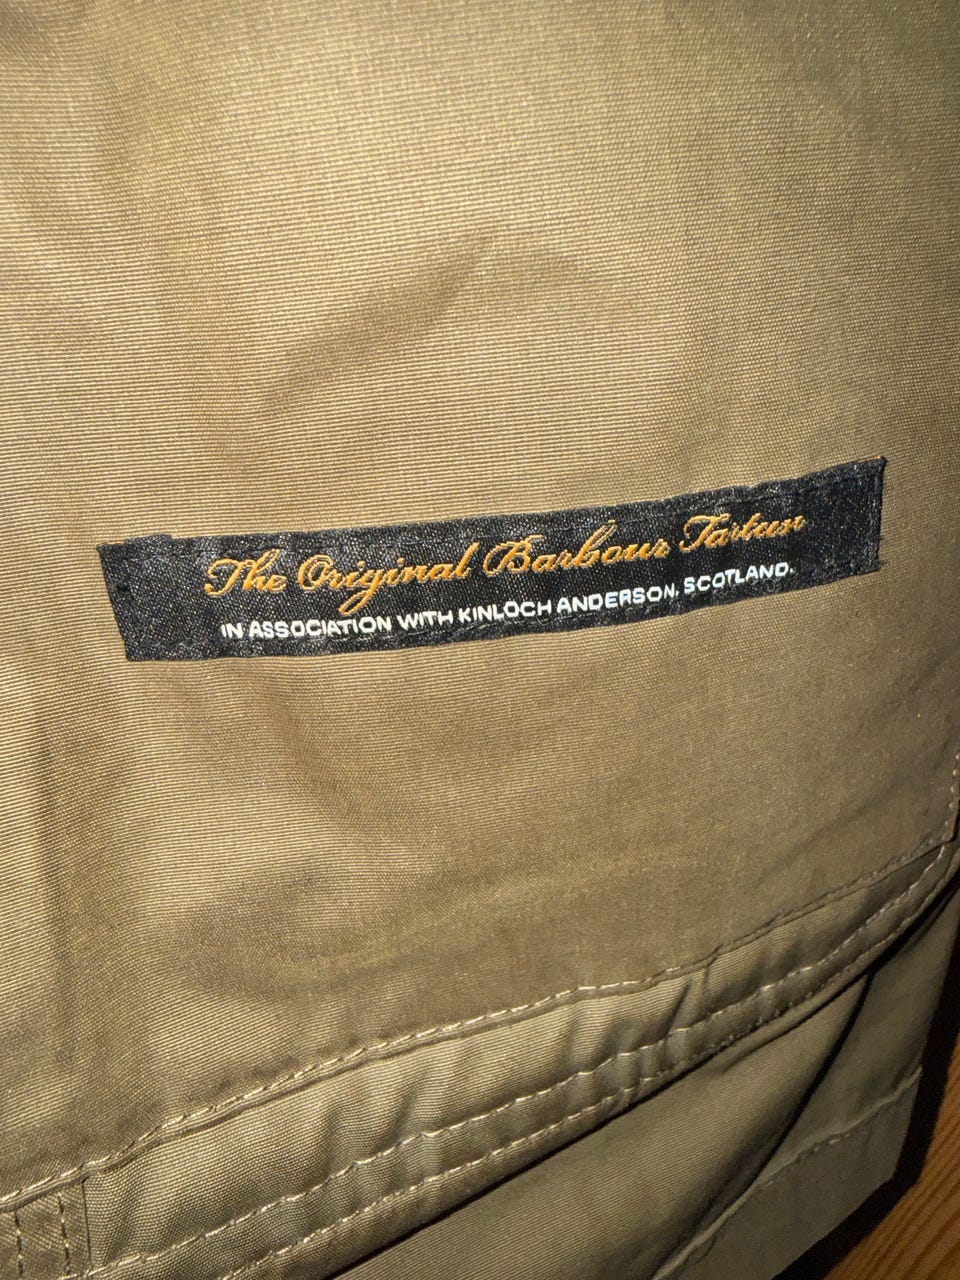 The Original Barbour Tartan
IN ASSOCIATION WITH KINLOCH ANDERSON, SCOTLAND.